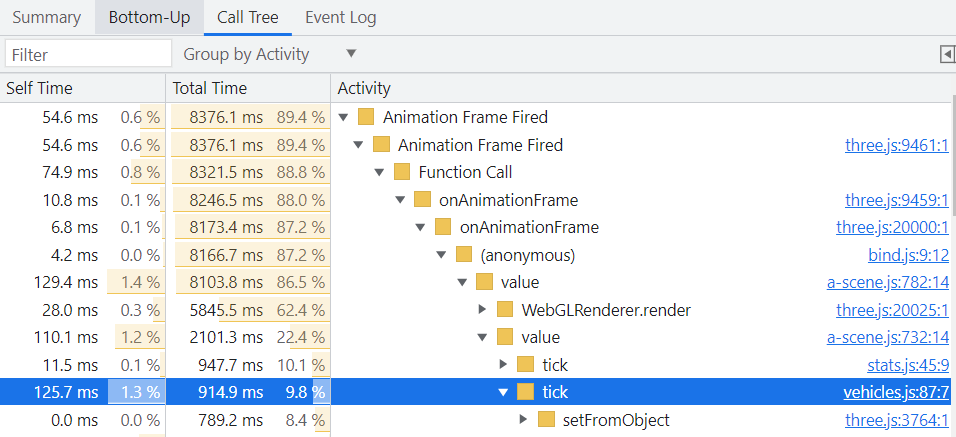 Summary Bottom-Up Call Tree Event Log
Filter Group by Activity
Self Time Total Time Activity
54.6 ms 0.6 % 8376.1 ms 89.4 % Animation Frame Fired
54.6 ms 0.6 % 8376.1 ms 89.4 % Animation Frame Fired three.js:9461:1
74.9 ms 0.8 % 8321.5 ms 88.8 % Function Call
10.8 ms 0.1 % 8246.5 ms 88.0 % onAnimationFrame three.js:9459:1
6.8 ms 0.1 % 8173.4 ms 87.2 % onAnimationFrame three.js:20000:1
4.2 ms 0.0 % 8166.7 ms 87.2 % (anonymous) bind.js:9:12
129.4 ms 1.4 % 8103.8 ms 86.5 % value a-scene.js:782:14
28.0 ms 0.3 % 5845.5 ms 62.4 % WebGLRenderer.render three.js:20025:1
110.1 ms 1.2 % 2101.3 ms 22.4 % value a-scene.js:732:14
11.5 ms 0.1 % 947.7 ms 10.1 % tick stats.js:45:9
125.7 ms 1.3 % 914.9 ms 9.8 % tick vehicles.js:87:7
0.0 ms 0.0 % 789.2 ms 8.4 % setFromObject three.js:3764:1